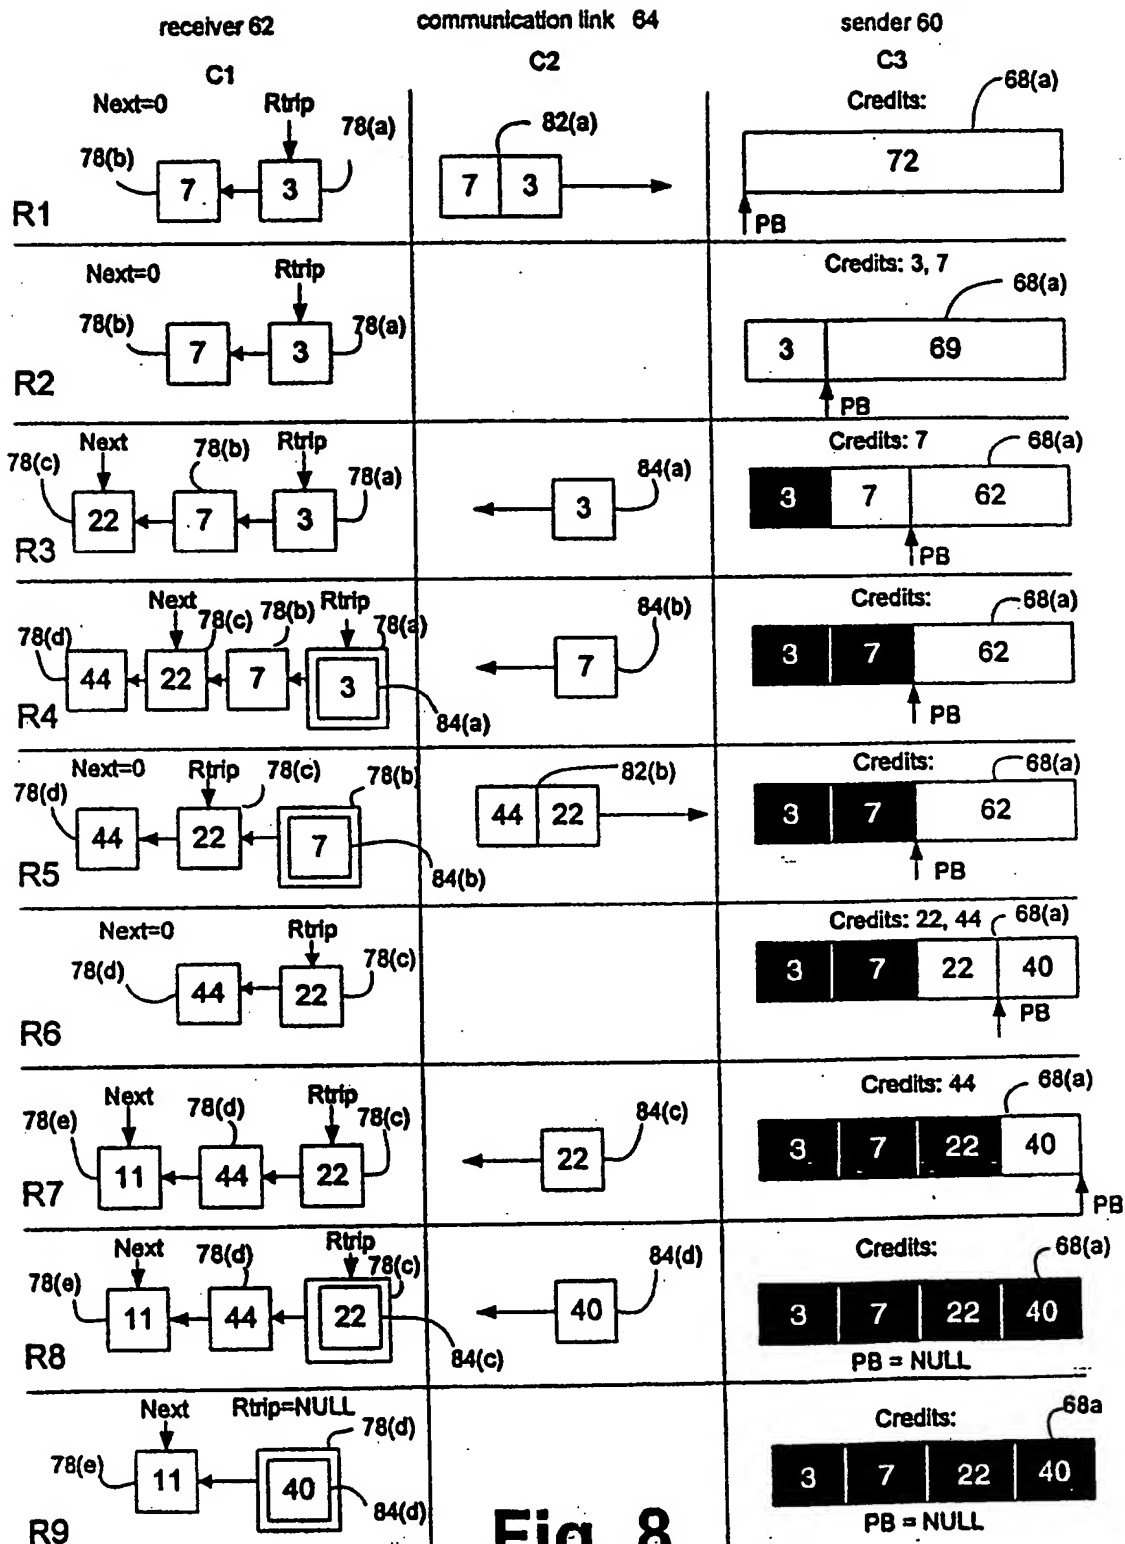 receiver 62 communication link 64 sender 60
C1 C2 C3
Next=0 Rtrip Credits: 68(a)
78(b) 78(a) 82(a)
7 3 7 3 72
R1 PB
Next=0 Rtrip Credits: 3, 7
78(b) 78(a) 68(a)
7 3 3 69
R2 PB
Next Rtrip Credits: 7 68(a)
78(c) 78(b) 78(a) 84(a)
22 7 3 3 3 7 62
R3 PB
Next Rtrip Credits: 68(a)
78(d) 78(c) 78(b) 78(a) 84(b)
44 22 7 3 7 3 7 62
R4 84(a) PB
Next=0 Rtrip Credits: 68(a)
78(d) 78(c) 78(b) 82(b)
44 22 7 44 22 3 7 62
R5 84(b) PB
Next=0 Rtrip Credits: 22, 44 68(a)
78(d) 78(c)
44 22 3 7 22 40
R6 PB
Next Rtrip Credits: 44 68(a)
78(e) 78(d) 78(c) 84(c)
11 44 22 22 3 7 22 40
R7 PB
Next Rtrip Credits: 68(a)
78(e) 78(d) 78(c) 84(d)
11 44 22 40 3 7 22 40
R8 84(c) PB = NULL
Next Rtrip=NULL Credits: 68a
78(e) 78(d)
11 40 3 7 22 40
84(d)
R9 PB = NULL
Fig. 8